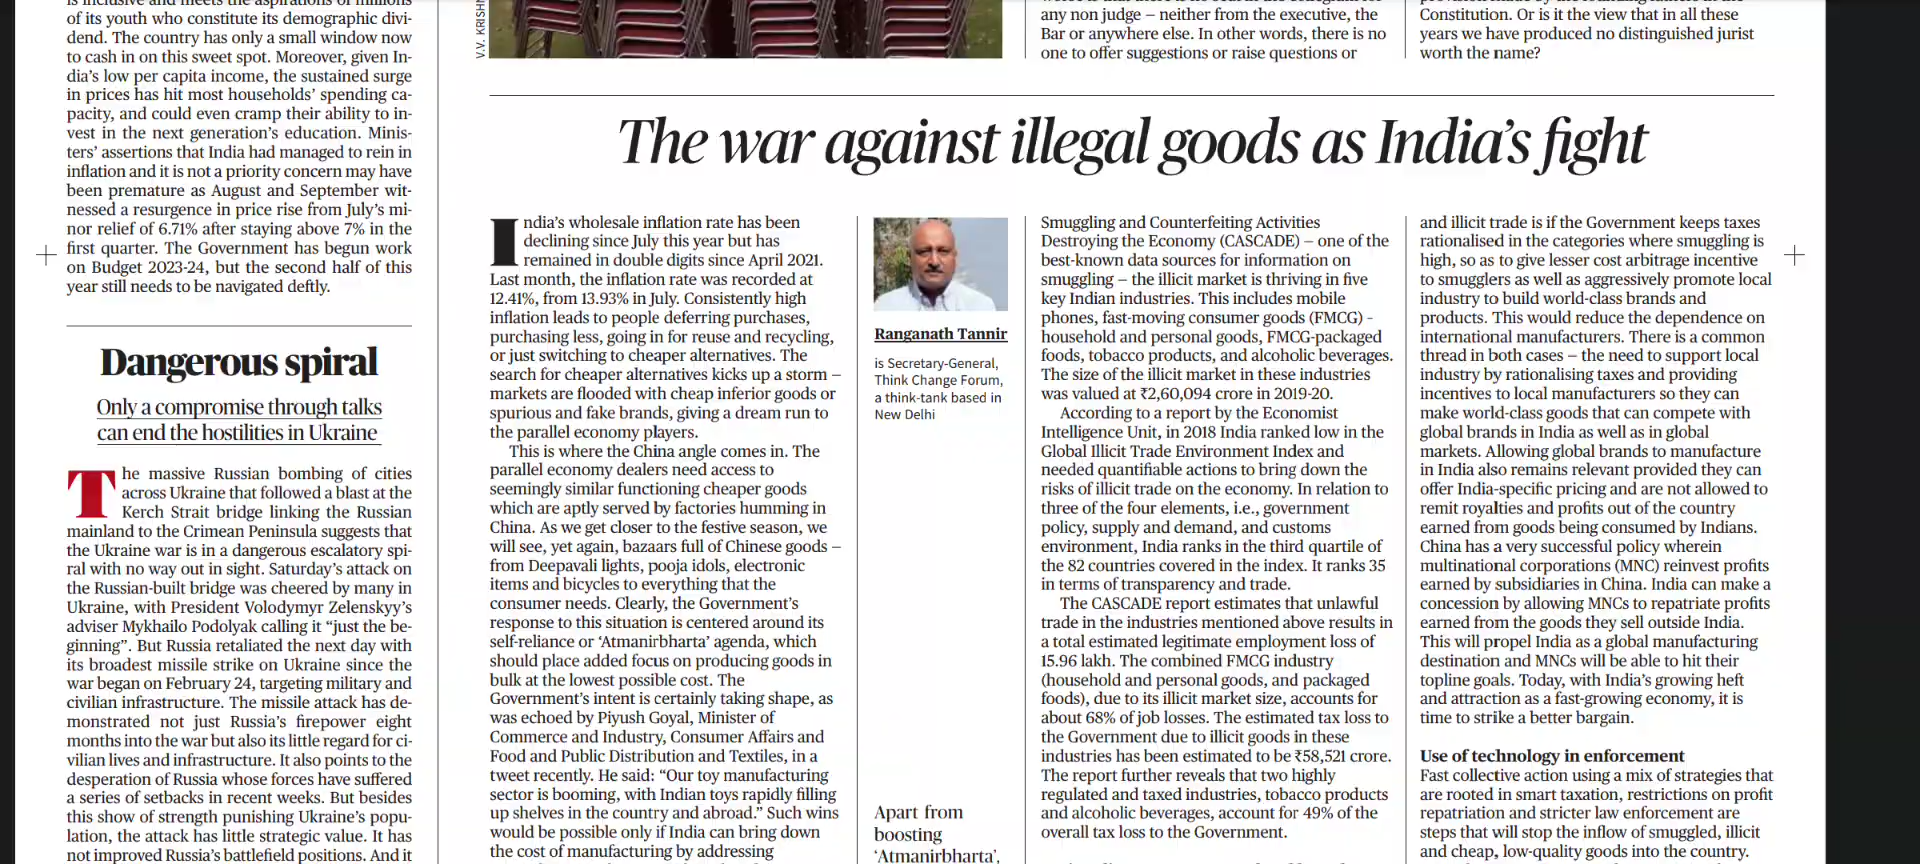 is inclusive and meets the aspirations of millions
of youth who constitute its demographic divi-
dend. The country has only a small window now
to cash in on this sweet spot. Moreover, given In-
dia's low per capita income, the sustained surge
in prices has hit most households' spending ca-
pacity, and could even cramp their ability to in-
vest in the next generation's education. Minis-
ters' assertions that India had managed to rein in
inflation and it is not a priority concern may have
been premature as August and September wit-
nessed a resurgence in price rise from July's mi-
nor relief of 6.71% after staying above 7% in the
first quarter. The Government has begun work
on Budget 2023-24, but the second half of this
year still needs to be navigated deftly.
Dangerous spiral
Only a compromise through talks
can end the hostilities in Ukraine
The massive Russian bombing of cities
across Ukraine that followed a blast at the
Kerch Strait bridge linking the Russian
mainland to the Crimean Peninsula suggests that
the Ukraine war is in a dangerous escalatory spi-
ral with no way out in sight. Saturday's attack on
the Russian-built bridge was cheered by many in
Ukraine, with President Volodymyr Zelenskyy's
adviser Mykhailo Podolyak calling it “just the be-
ginning”. But Russia retaliated the next day with
its broadest missile strike on Ukraine since the
war began on February 24, targeting military and
civilian infrastructure. The missile attack has de-
monstrated not just Russia's firepower eight
months into the war but also its little regard for ci-
vilian lives and infrastructure. It also points to the
desperation of Russia whose forces have suffered
a series of setbacks in recent weeks. But besides
this show of strength punishing Ukraine's popu-
lation, the attack has little strategic value. It has
not improved Russia's battlefield positions. And it
V.V. KRISH
any non judge – neither from the executive, the
Bar or anywhere else. In other words, there is no
one to offer suggestions or raise questions or
Constitution. Or is it the view that in all these
years we have produced no distinguished jurist
worth the name?
The war against illegal goods as India's fight
India's wholesale inflation rate has been
declining since July this year but has
remained in double digits since April 2021.
Last month, the inflation rate was recorded at
12.41%, from 13.93% in July. Consistently high
inflation leads to people deferring purchases,
purchasing less, going in for reuse and recycling,
or just switching to cheaper alternatives. The
search for cheaper alternatives kicks up a storm –
markets are flooded with cheap inferior goods or
spurious and fake brands, giving a dream run to
the parallel economy players.
This is where the China angle comes in. The
parallel economy dealers need access to
seemingly similar functioning cheaper goods
which are aptly served by factories humming in
China. As we get closer to the festive season, we
will see, yet again, bazaars full of Chinese goods –
from Deepavali lights, pooja idols, electronic
items and bicycles to everything that the
consumer needs. Clearly, the Government's
response to this situation is centered around its
self-reliance or ‘Atmanirbharta’ agenda, which
should place added focus on producing goods in
bulk at the lowest possible cost. The
Government's intent is certainly taking shape, as
was echoed by Piyush Goyal, Minister of
Commerce and Industry, Consumer Affairs and
Food and Public Distribution and Textiles, in a
tweet recently. He said: “Our toy manufacturing
sector is booming, with Indian toys rapidly filling
up shelves in the country and abroad.” Such wins
would be possible only if India can bring down
the cost of manufacturing by addressing
Ranganath Tannir
is Secretary-General,
Think Change Forum,
a think-tank based in
New Delhi
Apart from
boosting
‘Atmanirbharta’,
Smuggling and Counterfeiting Activities
Destroying the Economy (CASCADE) – one of the
best-known data sources for information on
smuggling – the illicit market is thriving in five
key Indian industries. This includes mobile
phones, fast-moving consumer goods (FMCG) -
household and personal goods, FMCG-packaged
foods, tobacco products, and alcoholic beverages.
The size of the illicit market in these industries
was valued at ₹2,60,094 crore in 2019-20.
According to a report by the Economist
Intelligence Unit, in 2018 India ranked low in the
Global Illicit Trade Environment Index and
needed quantifiable actions to bring down the
risks of illicit trade on the economy. In relation to
three of the four elements, i.e., government
policy, supply and demand, and customs
environment, India ranks in the third quartile of
the 82 countries covered in the index. It ranks 35
in terms of transparency and trade.
The CASCADE report estimates that unlawful
trade in the industries mentioned above results in
a total estimated legitimate employment loss of
15.96 lakh. The combined FMCG industry
(household and personal goods, and packaged
foods), due to its illicit market size, accounts for
about 68% of job losses. The estimated tax loss to
the Government due to illicit goods in these
industries has been estimated to be ₹58,521 crore.
The report further reveals that two highly
regulated and taxed industries, tobacco products
and alcoholic beverages, account for 49% of the
overall tax loss to the Government.
and illicit trade is if the Government keeps taxes
rationalised in the categories where smuggling is
high, so as to give lesser cost arbitrage incentive
to smugglers as well as aggressively promote local
industry to build world-class brands and
products. This would reduce the dependence on
international manufacturers. There is a common
thread in both cases – the need to support local
industry by rationalising taxes and providing
incentives to local manufacturers so they can
make world-class goods that can compete with
global brands in India as well as in global
markets. Allowing global brands to manufacture
in India also remains relevant provided they can
offer India-specific pricing and are not allowed to
remit royalties and profits out of the country
earned from goods being consumed by Indians.
China has a very successful policy wherein
multinational corporations (MNC) reinvest profits
earned by subsidiaries in China. India can make a
concession by allowing MNCs to repatriate profits
earned from the goods they sell outside India.
This will propel India as a global manufacturing
destination and MNCs will be able to hit their
topline goals. Today, with India's growing heft
and attraction as a fast-growing economy, it is
time to strike a better bargain.
Use of technology in enforcement
Fast collective action using a mix of strategies that
are rooted in smart taxation, restrictions on profit
repatriation and stricter law enforcement are
steps that will stop the inflow of smuggled, illicit
and cheap, low-quality goods into the country.